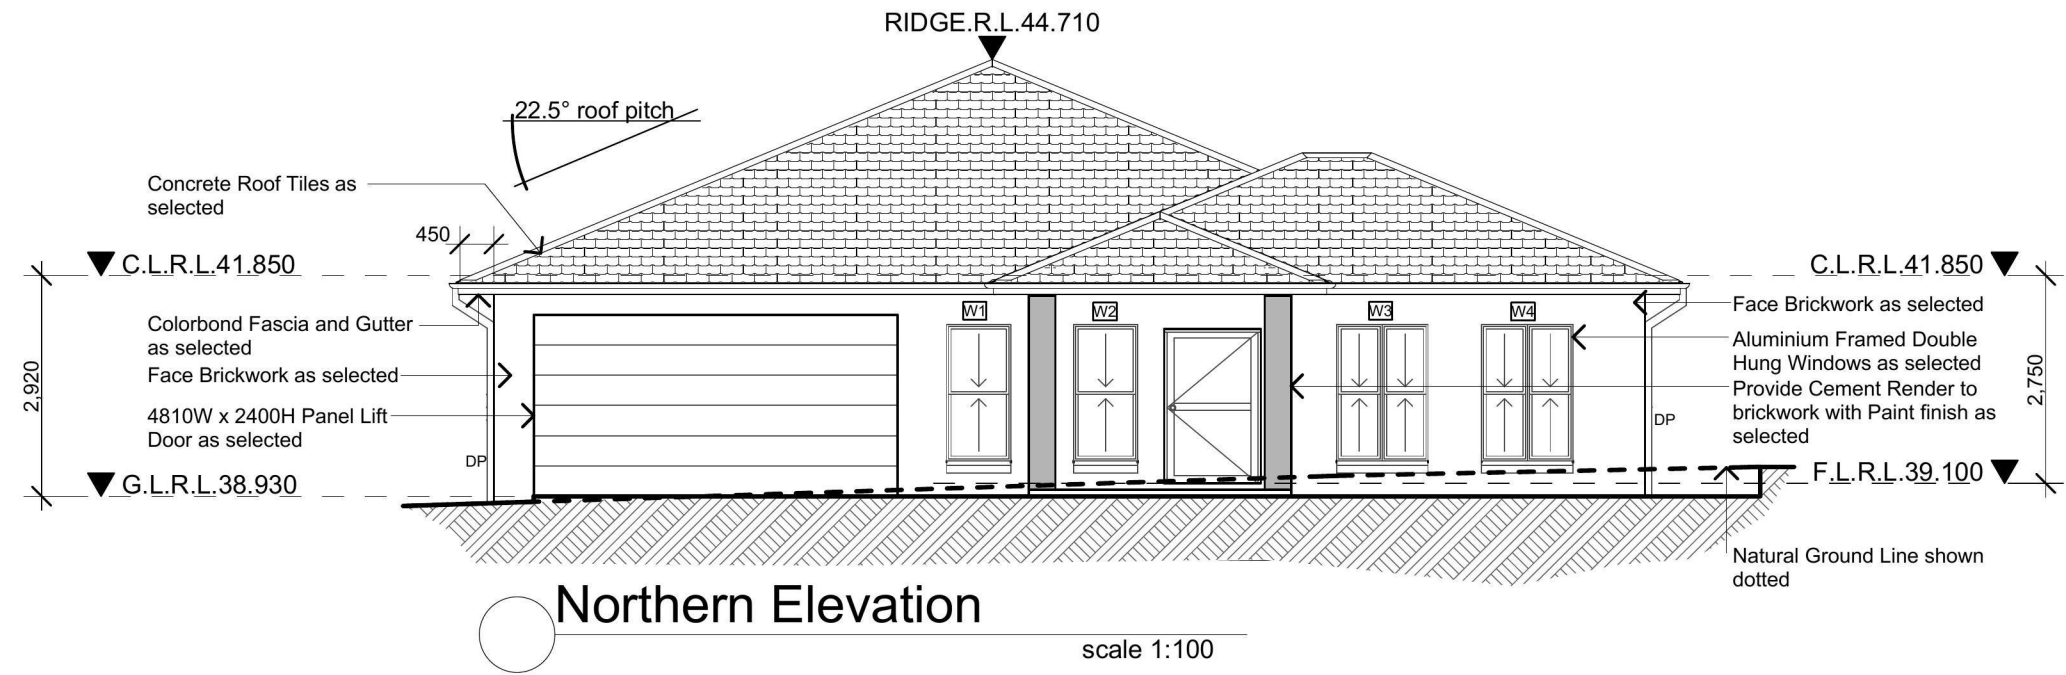 RIDGE.R.L.44.710
22.5° roof pitch
Concrete Roof Tiles as
selected
450
C.L.R.L.41.850
C.L.R.L.41.850
Colorbond Fascia and Gutter
as selected
Face Brickwork as selected
4810W x 2400H Panel Lift
Door as selected
2,920
DP
G.L.R.L.38.930
W1
W2
W3
W4
Face Brickwork as selected
Aluminium Framed Double
Hung Windows as selected
Provide Cement Render to
brickwork with Paint finish as
selected
2,750
DP
F.L.R.L.39.100
Natural Ground Line shown
dotted
Northern Elevation
scale 1:100